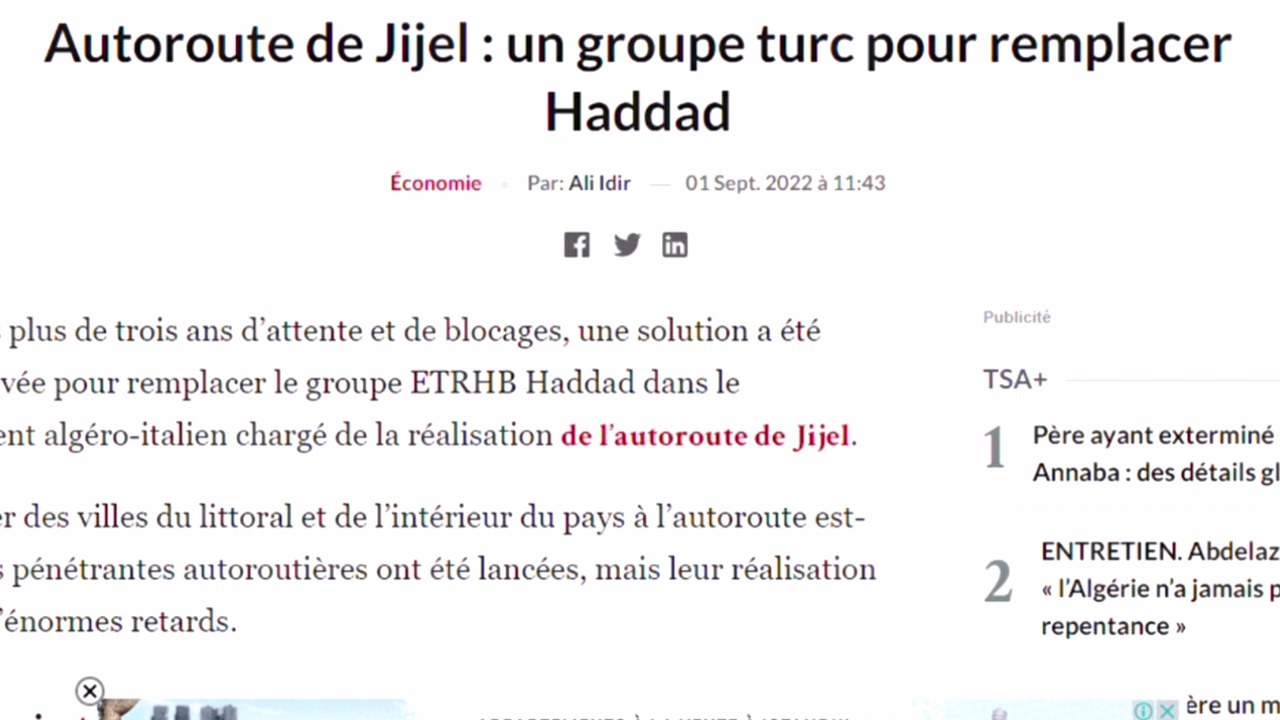 Autoroute de Jijel : un groupe turc pour remplacer
Haddad
Économie
Par: Ali Idir — 01 Sept. 2022 à 11:43
plus de trois ans d’attente et de blocages, une solution a été
vée pour remplacer le groupe ETRHB Haddad dans le
ent algéro-italien chargé de la réalisation de l’autoroute de Jijel.
er des villes du littoral et de l’intérieur du pays à l’autoroute est-
s pénétrantes autoroutières ont été lancées, mais leur réalisation
’énormes retards.
Publicité
TSA+
1 Père ayant exterminé
Annaba : des détails gl
2 ENTRETIEN. Abdelaz
« l’Algérie n’a jamais p
repentance »
ère un m